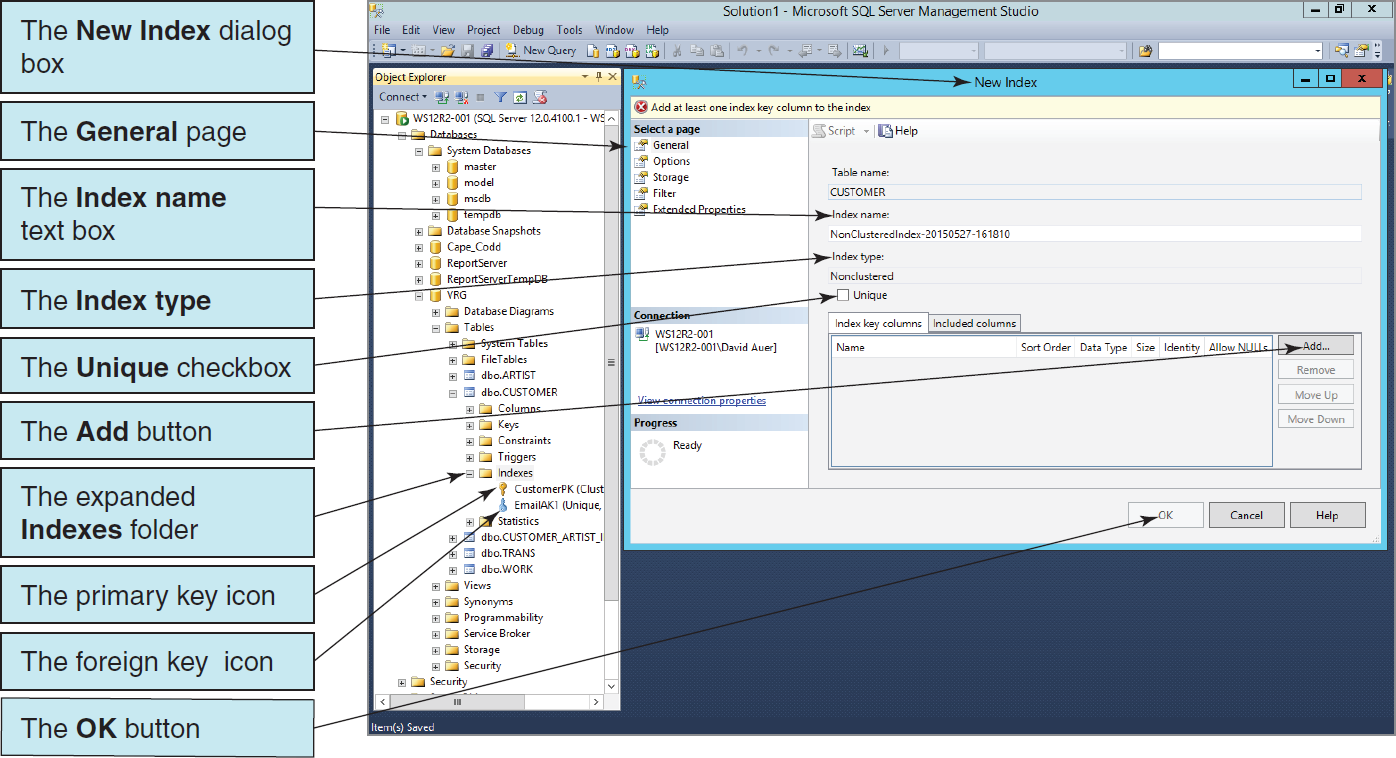 The New Index dialog
box
The General page
The Index name
text box
The Index type
The Unique checkbox
The Add button
The expanded
Indexes folder
The primary key icon
The foreign key icon
The OK button
Solution1 - Microsoft SQL Server Management Studio
File Edit View Project Debug Tools Window Help
New Query
Object Explorer
Connect
WS12R2-001 (SQL Server 12.0.4100.1 - WS
Databases
System Databases
master
model
msdb
tempdb
Database Snapshots
Cape_Codd
ReportServer
ReportServerTempDB
VRG
Database Diagrams
Tables
System Tables
FileTables
dbo.ARTIST
dbo.CUSTOMER
Columns
Keys
Constraints
Triggers
Indexes
CustomerPK (Clust
EmailAK1 (Unique,
Statistics
dbo.CUSTOMER_ARTIST_I
dbo.TRANS
dbo.WORK
Views
Synonyms
Programmability
Service Broker
Storage
Security
Security
Item(s) Saved
New Index
Add at least one index key column to the index
Select a page
General
Options
Storage
Filter
Extended Properties
Connection
WS12R2-001
[WS12R2-001\David Auer]
View connection properties
Progress
Ready
Script Help
Table name:
CUSTOMER
Index name:
NonClusteredIndex-20150527-161810
Index type:
Nonclustered
Unique
Index key columns Included columns
Name Sort Order Data Type Size Identity Allow NULLs
Add...
Remove
Move Up
Move Down
OK Cancel Help